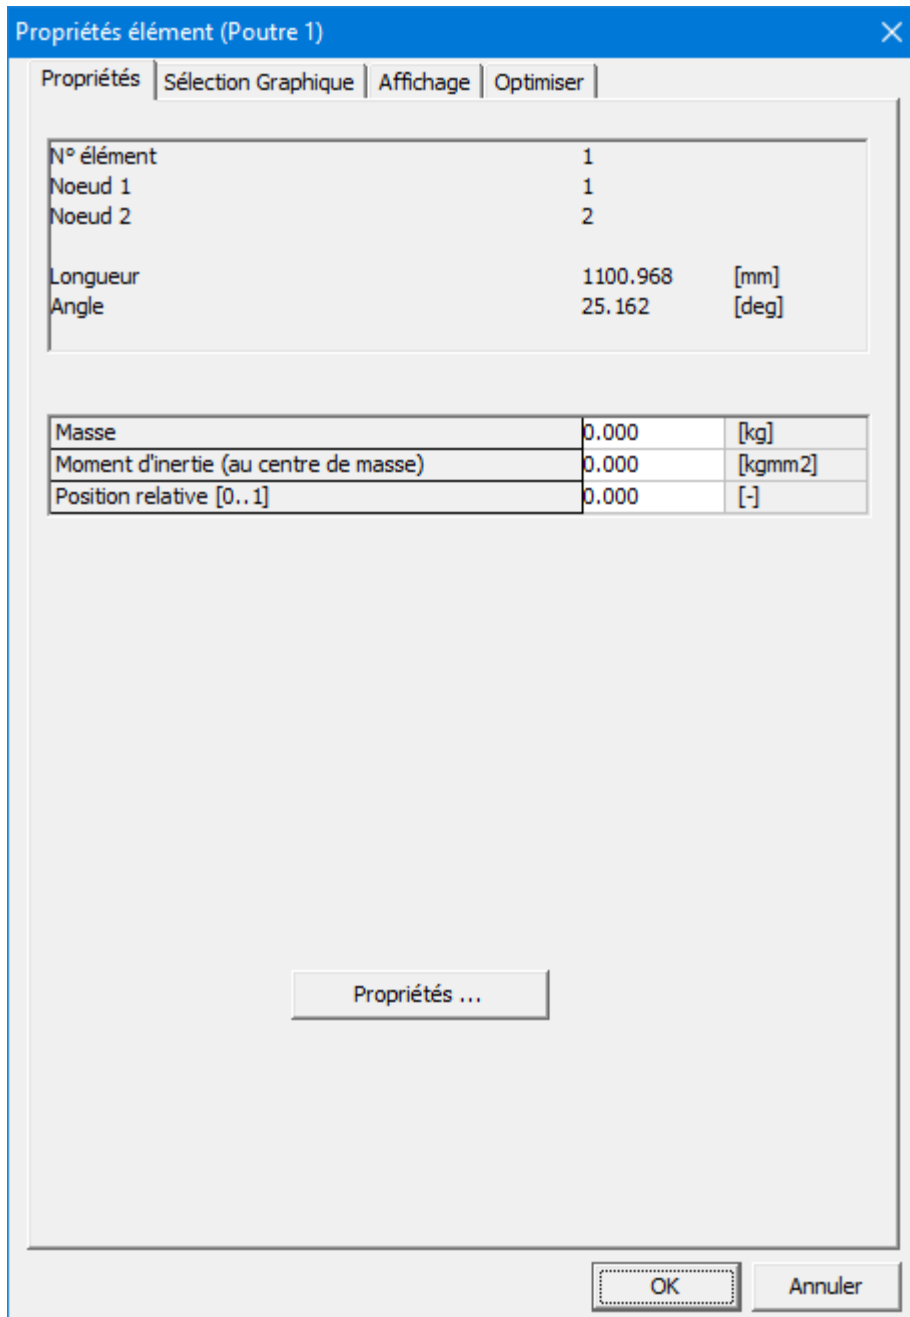 Propriétés élément (Poutre 1)
Propriétés Sélection Graphique Affichage Optimiser
N° élément 1
Noeud 1 1
Noeud 2 2
Longueur 1100.968 [mm]
Angle 25.162 [deg]
Masse 0.000 [kg]
Moment d'inertie (au centre de masse) 0.000 [kgmm2]
Position relative [0..1] 0.000 [-]
Propriétés ...
OK Annuler